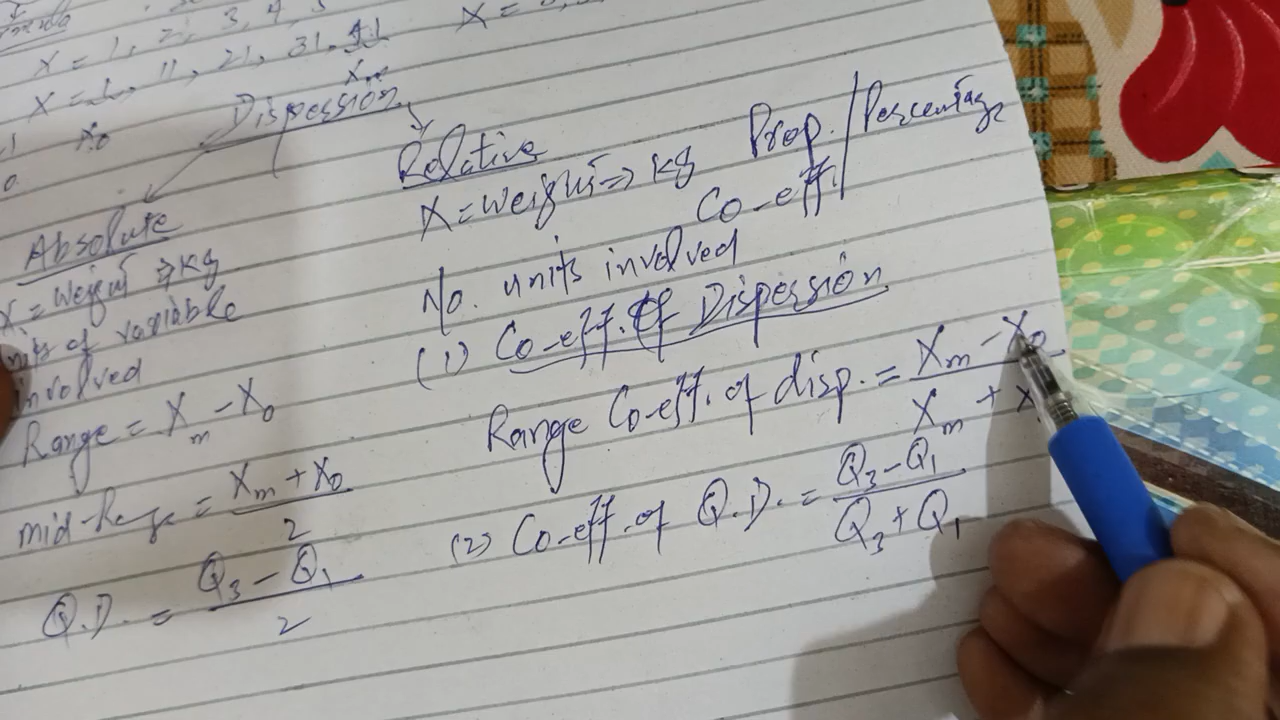 X = 1, 2, 3, 4, 5
X =
X = 1, 11, 21, 31, 41
X₀
Xₘ
Dispersion
Absolute
X = Weight ⇒ Kg
units of variable
involved
Range = Xₘ - X₀
mid-Range = Xₘ + X₀ / 2
Q.D. = Q₃ - Q₁ / 2
Relative
X = Weight ⇒ Kg
Prop. / Percentage
Co-eff.
No. units involved
(1) Co-eff. of Dispersion
Range Co-eff. of disp. = Xₘ - X₀ / Xₘ + X
(2) Co-eff. of Q.D. = Q₃ - Q₁ / Q₃ + Q₁